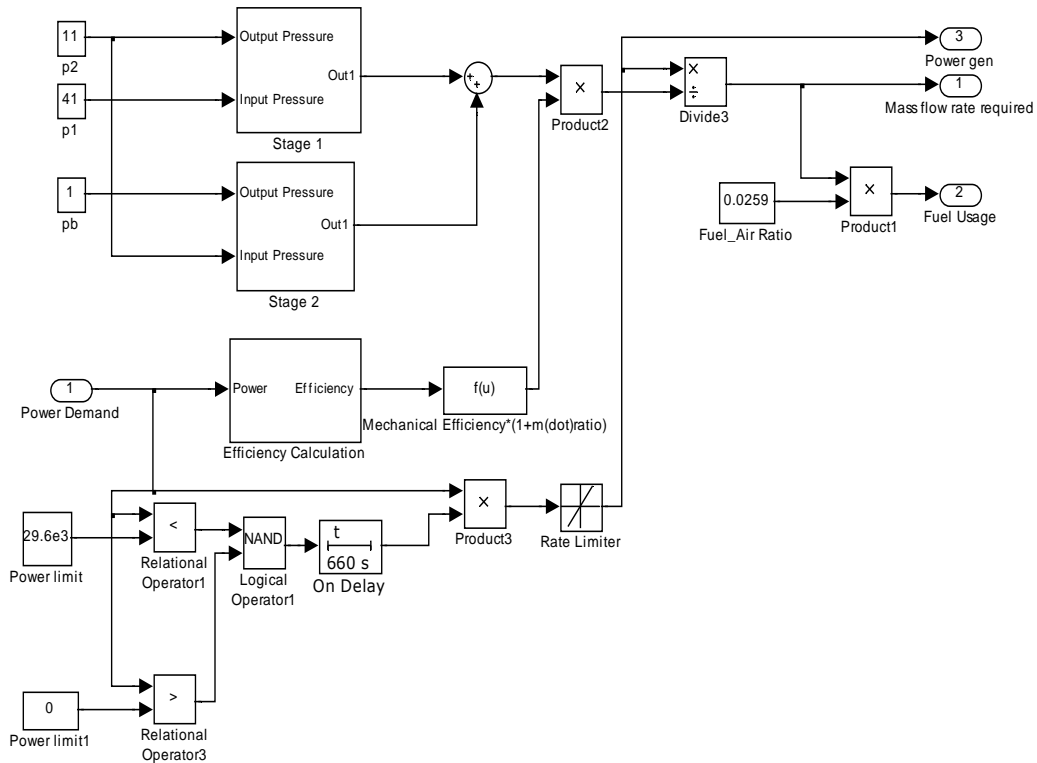 11
p2
41
p1
1
pb
Output Pressure
Out1
Input Pressure
Stage 1
Output Pressure
Out1
Input Pressure
Stage 2
+
+
×
Product2
×
÷
Divide3
3
Power gen
1
Mass flow rate required
0.0259
Fuel_Air Ratio
×
Product1
2
Fuel Usage
1
Power Demand
Power
Efficiency
Efficiency Calculation
f(u)
Mechanical Efficiency*(1+m(dot)ratio)
29.6e3
Power limit
<
Relational
Operator1
NAND
Logical
Operator1
t
660 s
On Delay
×
Product3
Rate Limiter
0
Power limit1
>
Relational
Operator3